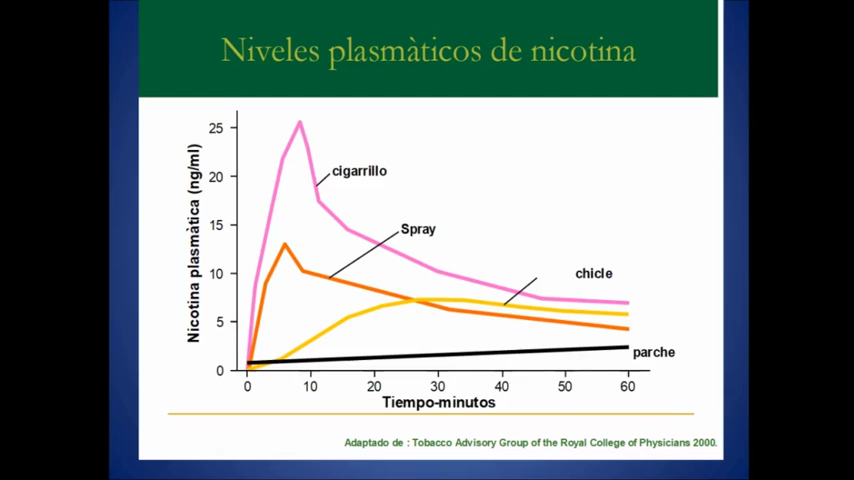 Niveles plasmàticos de nicotina
Nicotina plasmàtica (ng/ml)
25
20
15
10
5
0
cigarrillo
Spray
chicle
parche
0 10 20 30 40 50 60
Tiempo-minutos
Adaptado de : Tobacco Advisory Group of the Royal College of Physicians 2000.